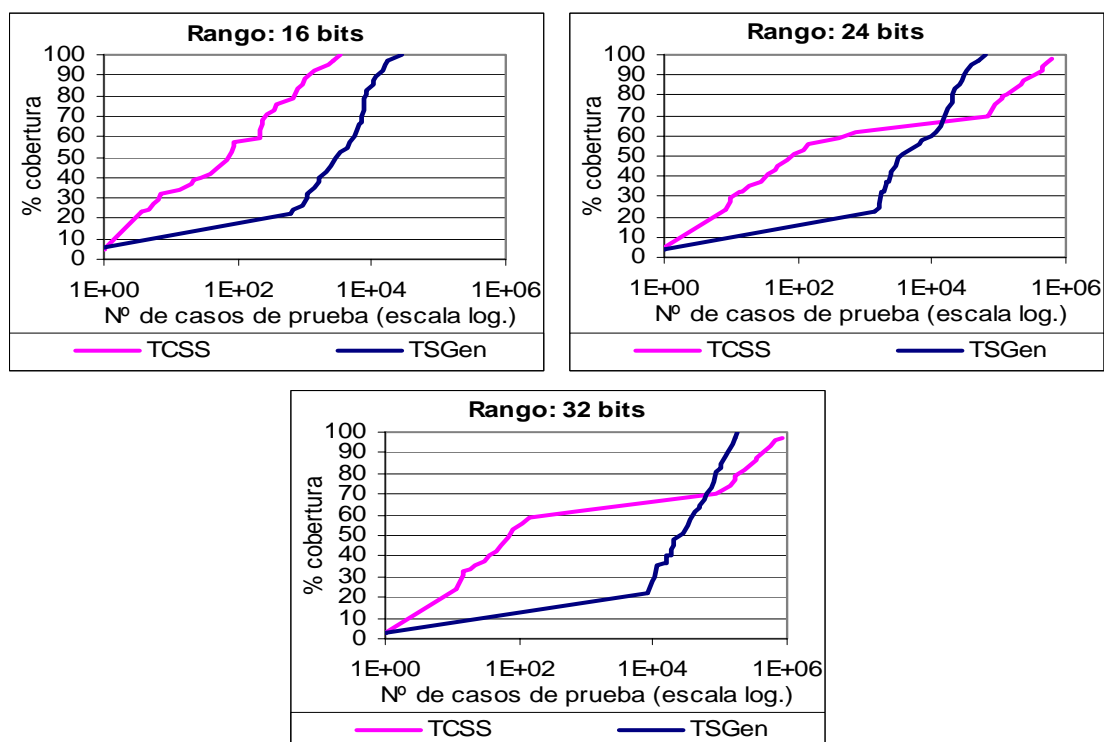 Rango: 16 bits
100
90
80
70
60
50
40
30
20
10
0
% cobertura
1E+00 1E+02 1E+04 1E+06
Nº de casos de prueba (escala log.)
TCSS TSGen
Rango: 24 bits
100
90
80
70
60
50
40
30
20
10
0
% cobertura
1E+00 1E+02 1E+04 1E+06
Nº de casos de prueba (escala log.)
TCSS TSGen
Rango: 32 bits
100
90
80
70
60
50
40
30
20
10
0
% cobertura
1E+00 1E+02 1E+04 1E+06
Nº de casos de prueba (escala log.)
TCSS TSGen